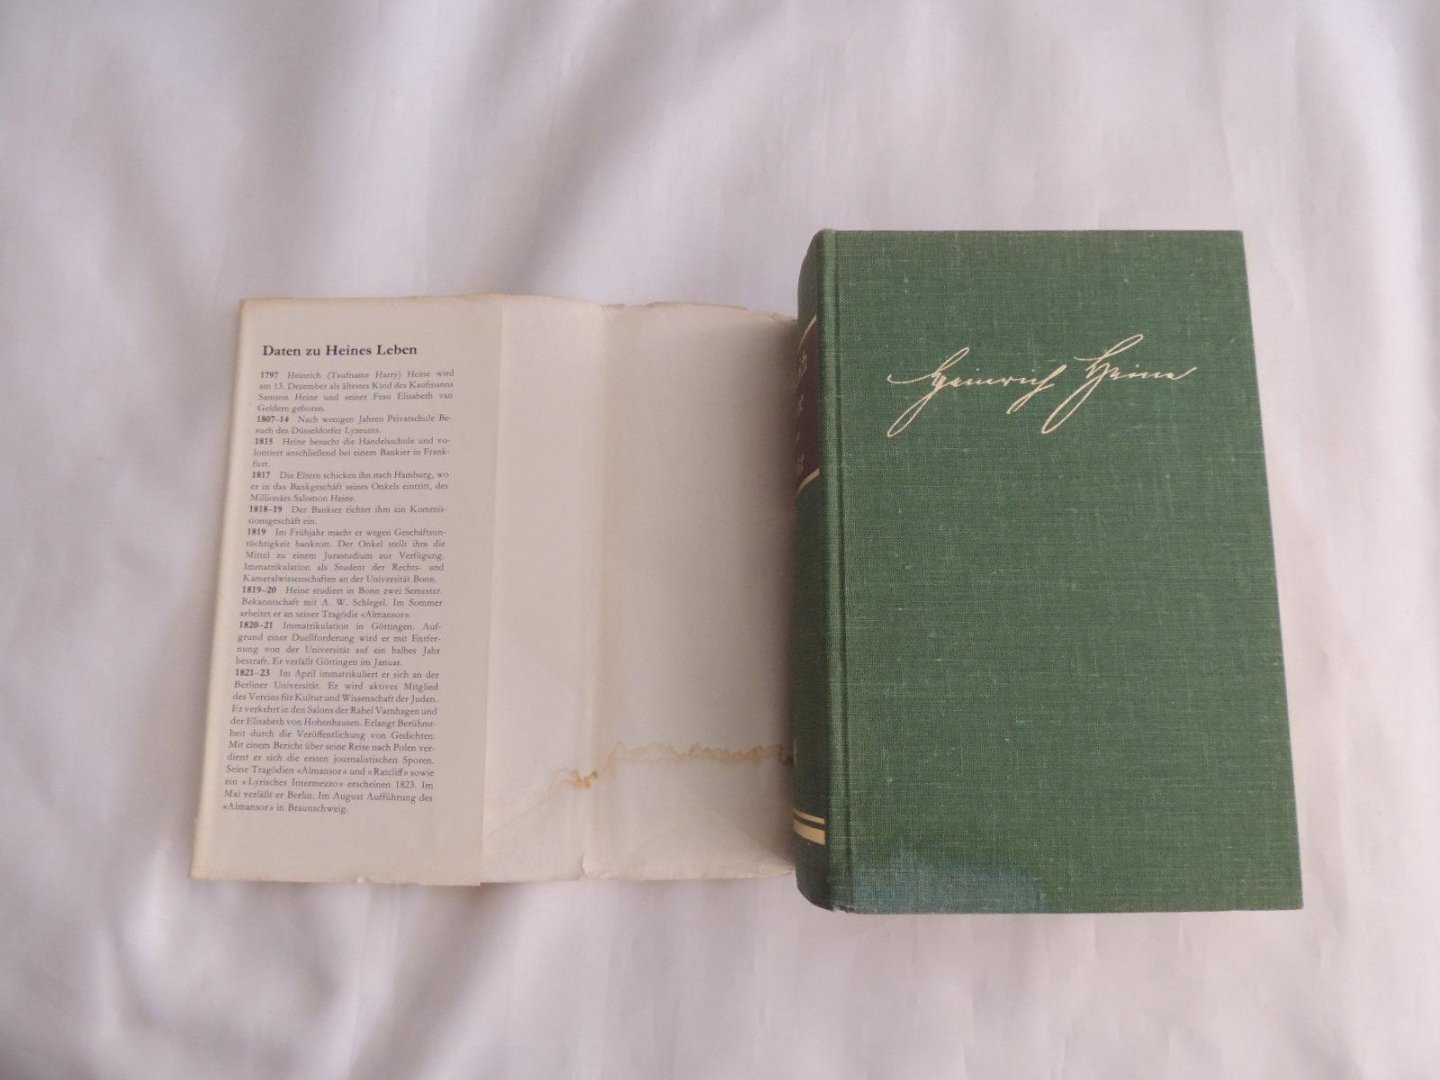 Daten zu Heines Leben
1797 Heinrich (Taufname Harry) Heine wird
am 13. Dezember als ältestes Kind des Kaufmanns
Samson Heine und seiner Frau Elisabeth van
Geldern geboren.
1807–14 Nach wenigen Jahren Privatschule Be-
such des Düsseldorfer Lyzeums.
1815 Heine besucht die Handelsschule und vo-
lontiert anschließend bei einem Bankier in Frank-
furt.
1817 Die Eltern schicken ihn nach Hamburg, wo
er in das Bankgeschäft seines Onkels eintritt, des
Millionärs Salomon Heine.
1818–19 Der Bankier richtet ihm ein Kommis-
sionsgeschäft ein.
1819 Im Frühjahr macht er wegen Geschäftsun-
tüchtigkeit bankrott. Der Onkel stellt ihm die
Mittel zu einem Jurastudium zur Verfügung.
Immatrikulation als Student der Rechts- und
Kameralwissenschaften an der Universität Bonn.
1819–20 Heine studiert in Bonn zwei Semester.
Bekanntschaft mit A. W. Schlegel. Im Sommer
arbeitet er an seiner Tragödie «Almansor».
1820–21 Immatrikulation in Göttingen. Auf-
grund einer Duellforderung wird er mit Entfer-
nung von der Universität auf ein halbes Jahr
bestraft. Er verläßt Göttingen im Januar.
1821–23 Im April immatrikuliert er sich an der
Berliner Universität. Er wird aktives Mitglied
des Vereins für Kultur und Wissenschaft der Juden.
Er verkehrt in den Salons der Rahel Varnhagen und
der Elisabeth von Hohenhausen. Erlangt Berühmt-
heit durch die Veröffentlichung von Gedichten.
Mit einem Bericht über seine Reise nach Polen ver-
dient er sich die ersten journalistischen Sporen.
Seine Tragödien «Almansor» und «Ratcliff» sowie
ein «Lyrisches Intermezzo» erscheinen 1823. Im
Mai verläßt er Berlin. Im August Aufführung des
«Almansor» in Braunschweig.
Heinrich Heine